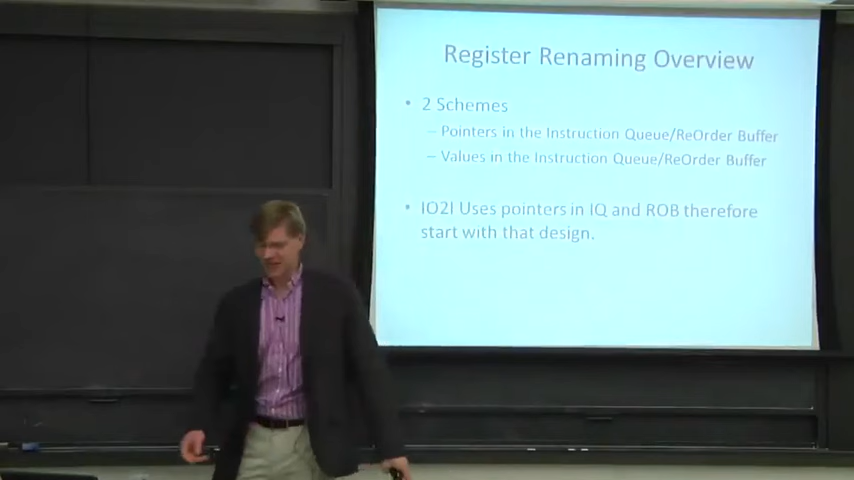 Register Renaming Overview
• 2 Schemes
– Pointers in the Instruction Queue/ReOrder Buffer
– Values in the Instruction Queue/ReOrder Buffer
• IO2I Uses pointers in IQ and ROB therefore
start with that design.